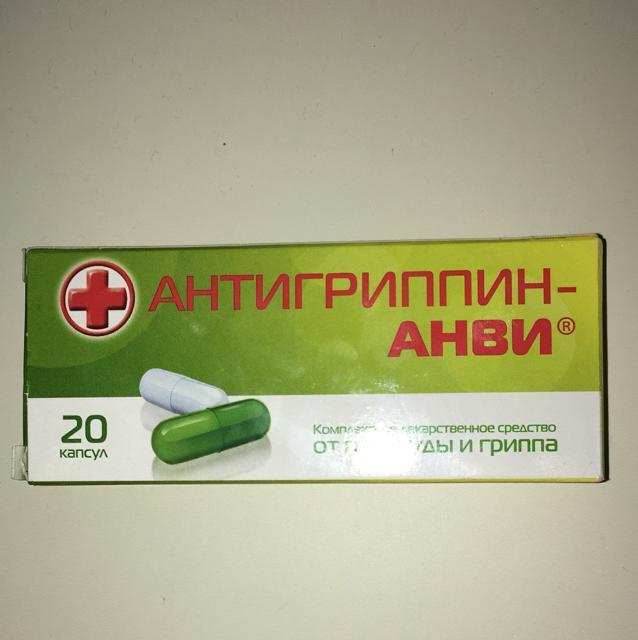 АНТИГРИППИН-
АНВИ®
20
капсул
лекарственное средство
от и гриппа